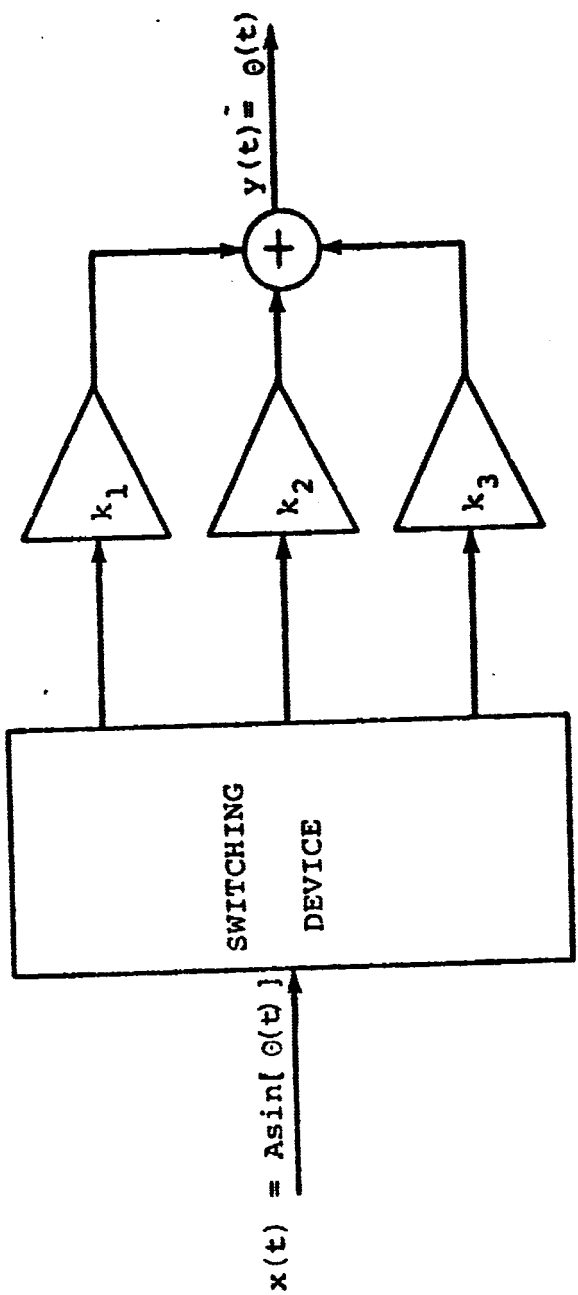 x(t) = Asin[ Θ(t) ]
SWITCHING
DEVICE
k1
k2
k3
+
y(t) ≃ Θ(t)